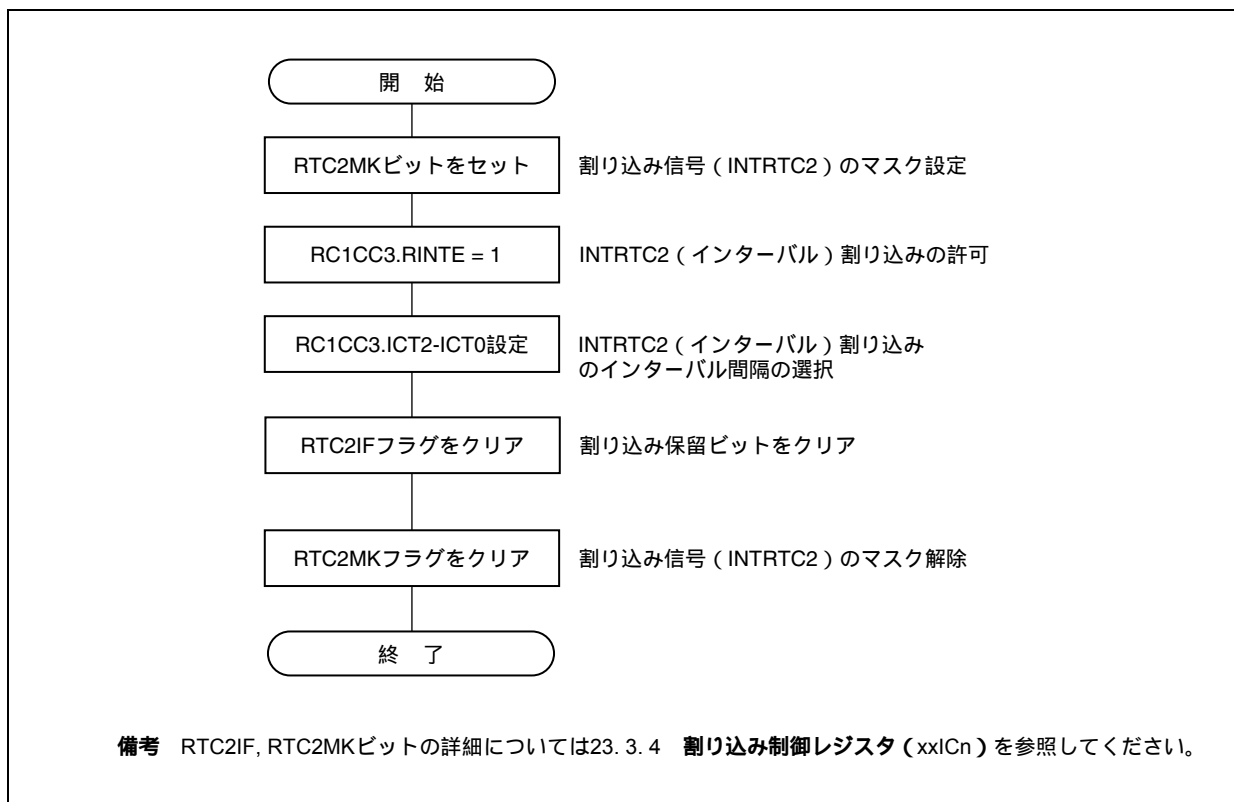 開 始
RTC2MKビットをセット
割り込み信号（INTRTC2）のマスク設定
RC1CC3.RINTE = 1
INTRTC2（インターバル）割り込みの許可
RC1CC3.ICT2-ICT0設定
INTRTC2（インターバル）割り込み
のインターバル間隔の選択
RTC2IFフラグをクリア
割り込み保留ビットをクリア
RTC2MKフラグをクリア
割り込み信号（INTRTC2）のマスク解除
終 了
備考 RTC2IF, RTC2MKビットの詳細については23. 3. 4 割り込み制御レジスタ（xxICn）を参照してください。